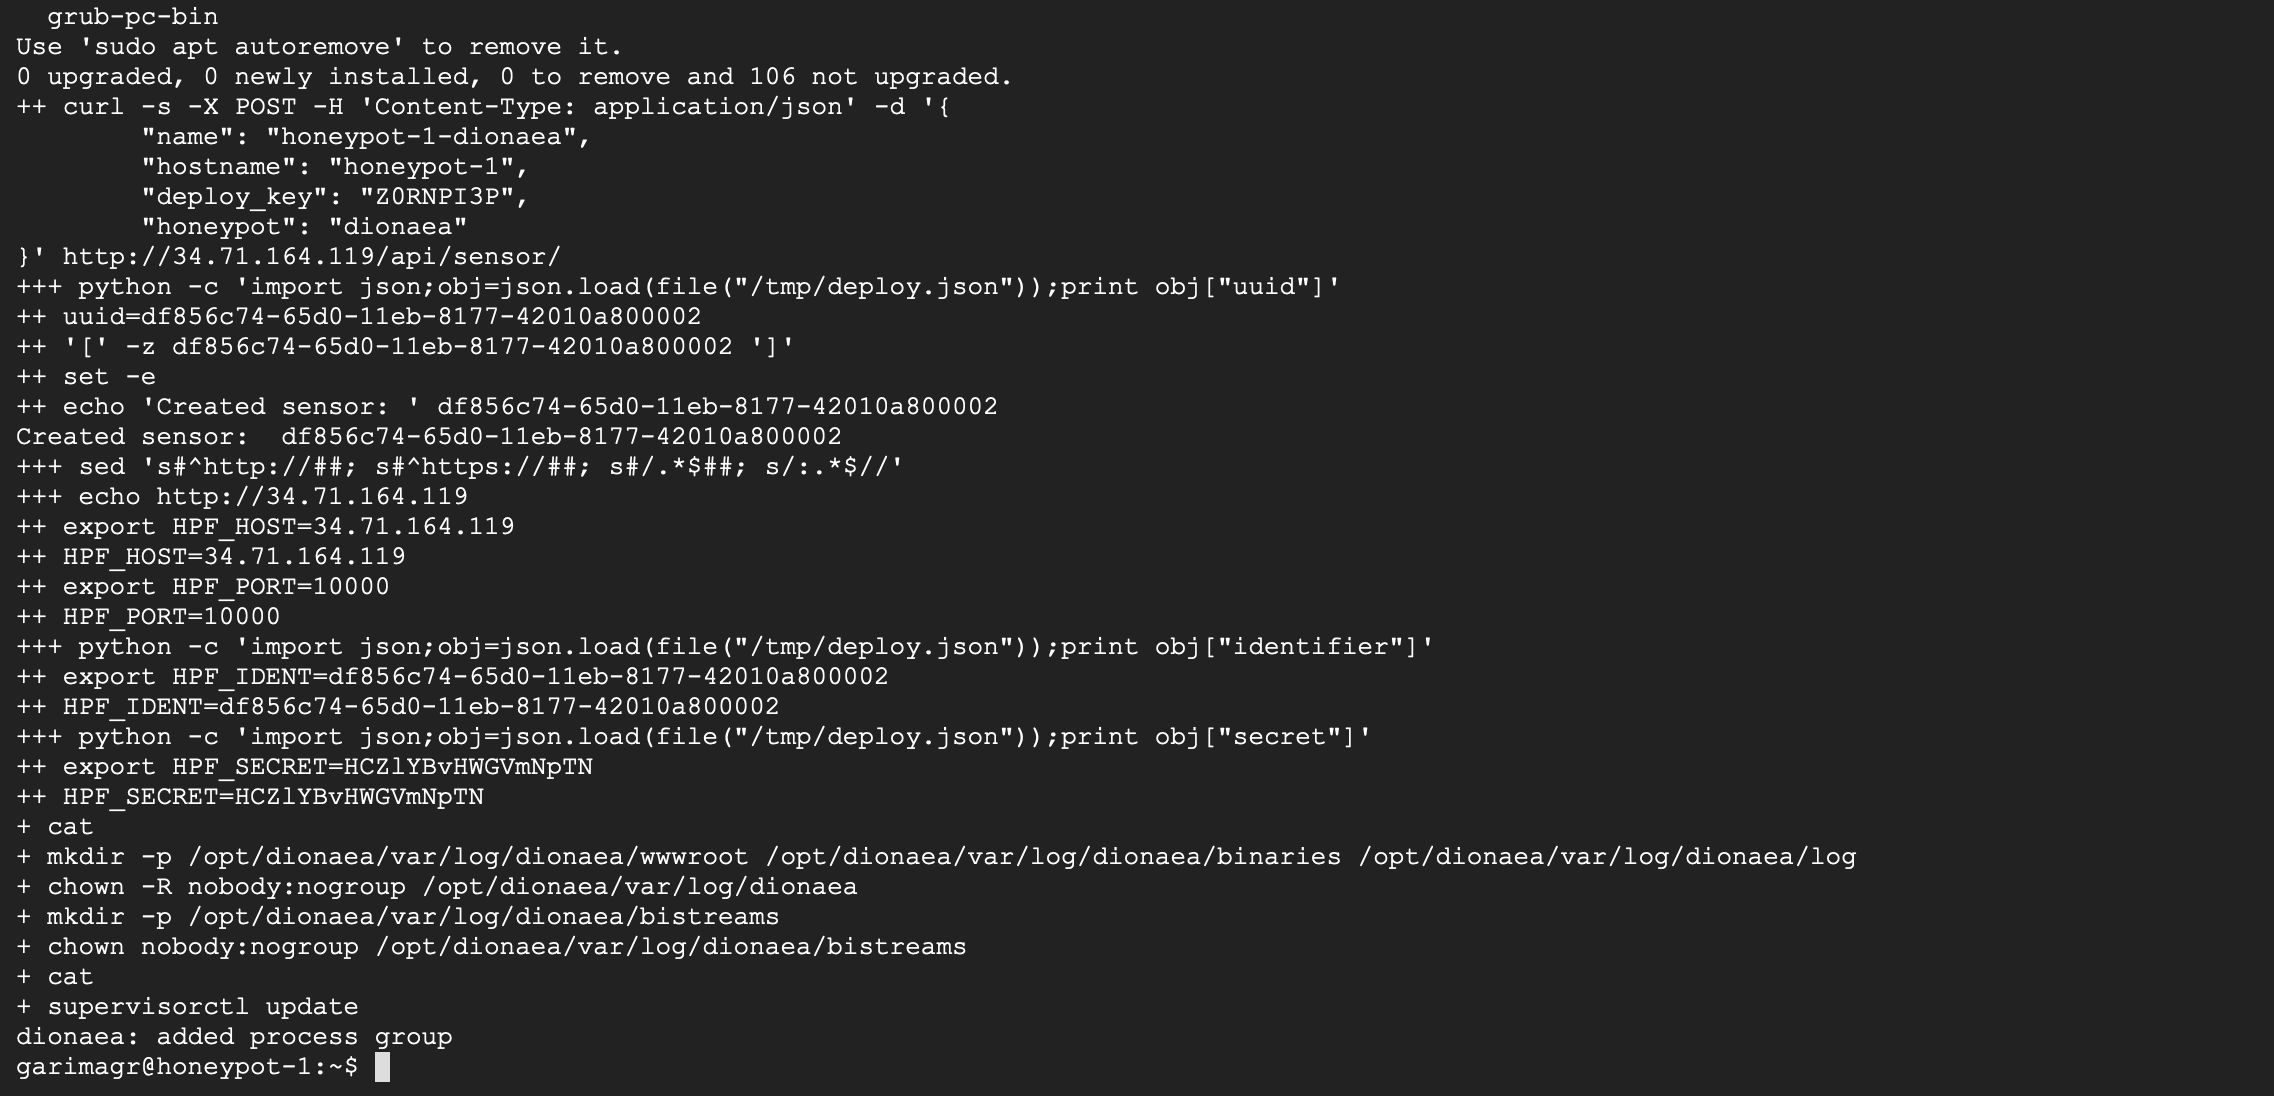 grub-pc-bin
Use 'sudo apt autoremove' to remove it.
0 upgraded, 0 newly installed, 0 to remove and 106 not upgraded.
++ curl -s -X POST -H 'Content-Type: application/json' -d '{
        "name": "honeypot-1-dionaea",
        "hostname": "honeypot-1",
        "deploy_key": "Z0RNPI3P",
        "honeypot": "dionaea"
}' http://34.71.164.119/api/sensor/
+++ python -c 'import json;obj=json.load(file("/tmp/deploy.json"));print obj["uuid"]'
++ uuid=df856c74-65d0-11eb-8177-42010a800002
++ '[' -z df856c74-65d0-11eb-8177-42010a800002 ']'
++ set -e
++ echo 'Created sensor: ' df856c74-65d0-11eb-8177-42010a800002
Created sensor:  df856c74-65d0-11eb-8177-42010a800002
+++ sed 's#^http://##; s#^https://##; s#/.*$##; s/:.*$//'
+++ echo http://34.71.164.119
++ export HPF_HOST=34.71.164.119
++ HPF_HOST=34.71.164.119
++ export HPF_PORT=10000
++ HPF_PORT=10000
+++ python -c 'import json;obj=json.load(file("/tmp/deploy.json"));print obj["identifier"]'
++ export HPF_IDENT=df856c74-65d0-11eb-8177-42010a800002
++ HPF_IDENT=df856c74-65d0-11eb-8177-42010a800002
+++ python -c 'import json;obj=json.load(file("/tmp/deploy.json"));print obj["secret"]'
++ export HPF_SECRET=HCZlYBvHWGVmNpTN
++ HPF_SECRET=HCZlYBvHWGVmNpTN
+ cat
+ mkdir -p /opt/dionaea/var/log/dionaea/wwwroot /opt/dionaea/var/log/dionaea/binaries /opt/dionaea/var/log/dionaea/log
+ chown -R nobody:nogroup /opt/dionaea/var/log/dionaea
+ mkdir -p /opt/dionaea/var/log/dionaea/bistreams
+ chown nobody:nogroup /opt/dionaea/var/log/dionaea/bistreams
+ cat
+ supervisorctl update
dionaea: added process group
garimagr@honeypot-1:~$